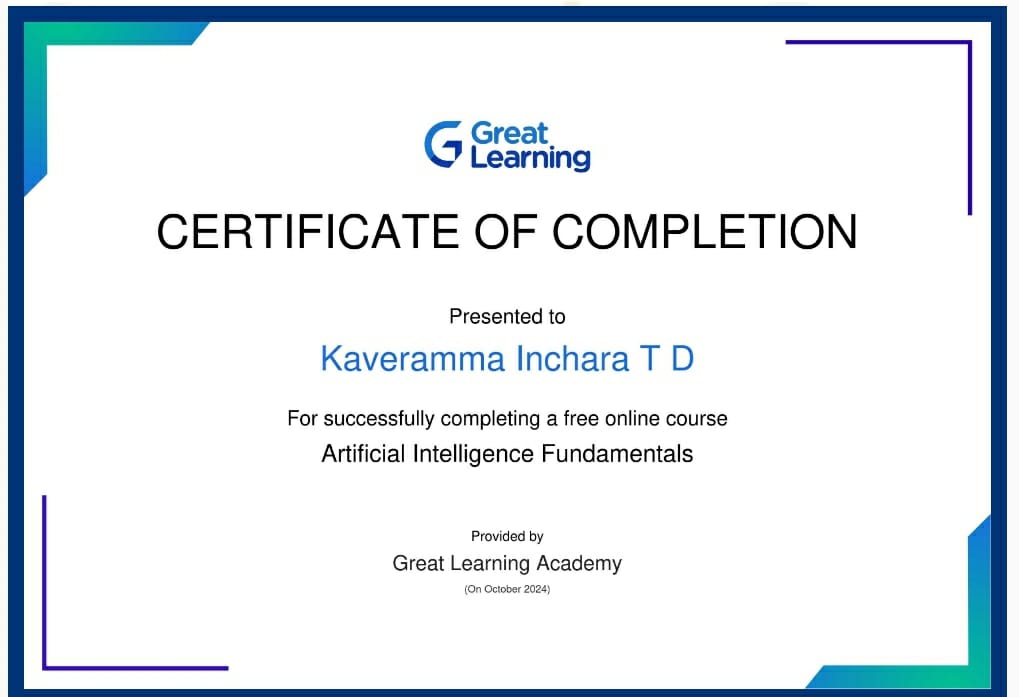 Great
Learning
CERTIFICATE OF COMPLETION
Presented to
Kaveramma Inchara T D
For successfully completing a free online course
Artificial Intelligence Fundamentals
Provided by
Great Learning Academy
(On October 2024)